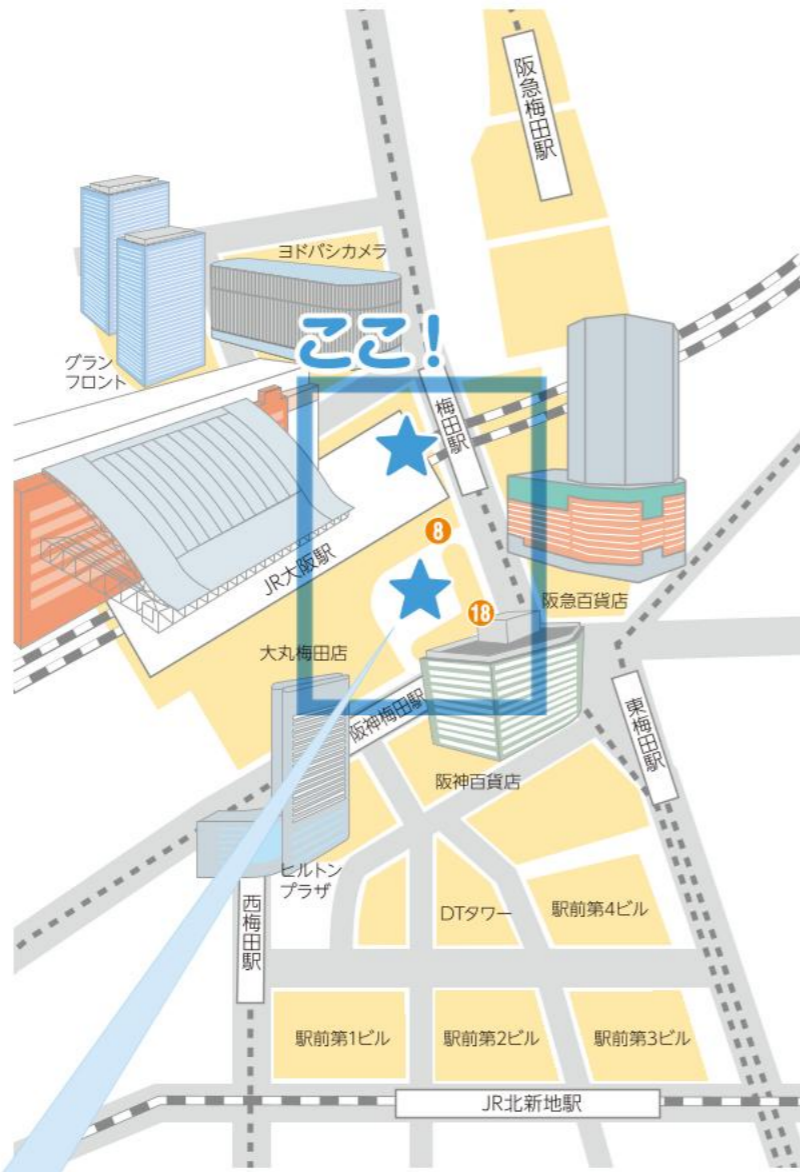 阪急梅田駅
ヨドバシカメラ
ここ!
グラン
フロント
梅田駅
8
JR大阪駅
18
阪急百貨店
大丸梅田店
阪神梅田駅
東梅田駅
阪神百貨店
ヒルトン
プラザ
西梅田駅
DTタワー
駅前第4ビル
駅前第1ビル
駅前第2ビル
駅前第3ビル
JR北新地駅